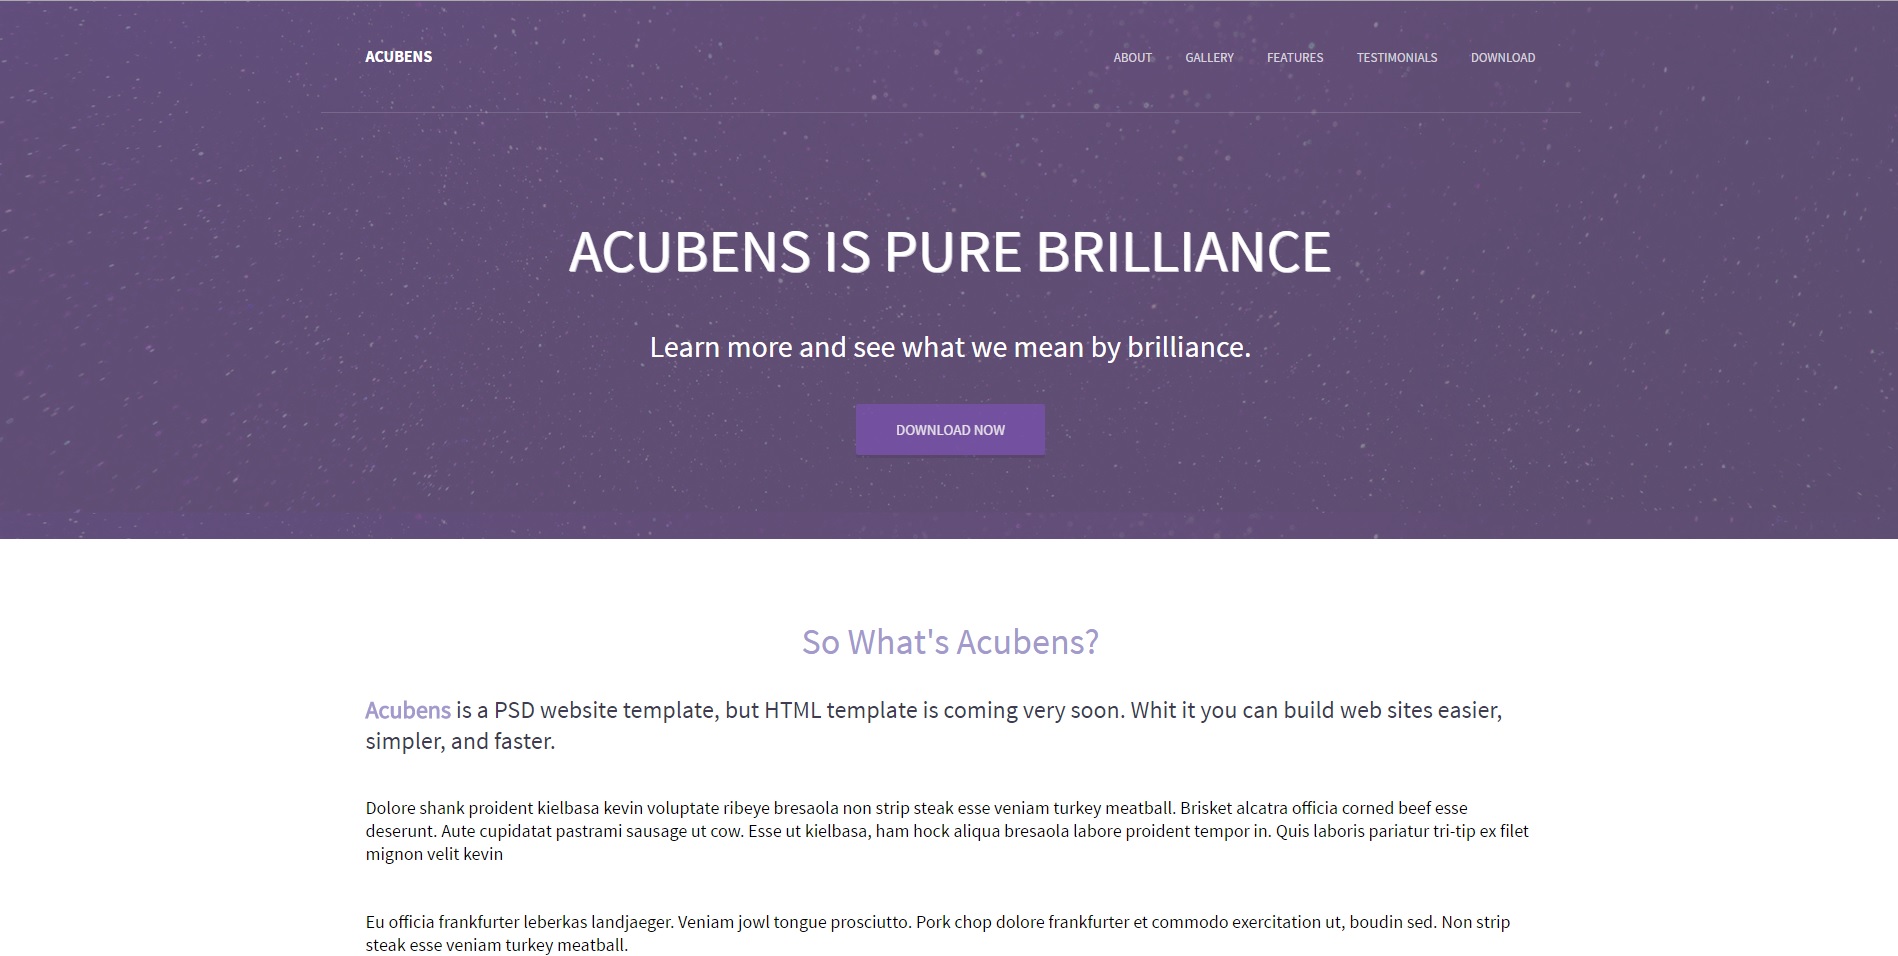 ACUBENS
ABOUT GALLERY FEATURES TESTIMONIALS DOWNLOAD
ACUBENS IS PURE BRILLIANCE
Learn more and see what we mean by brilliance.
DOWNLOAD NOW
So What's Acubens?
Acubens is a PSD website template, but HTML template is coming very soon. Whit it you can build web sites easier,
simpler, and faster.
Dolore shank proident kielbasa kevin voluptate ribeye bresaola non strip steak esse veniam turkey meatball. Brisket alcatra officia corned beef esse
deserunt. Aute cupidatat pastrami sausage ut cow. Esse ut kielbasa, ham hock aliqua bresaola labore proident tempor in. Quis laboris pariatur tri-tip ex filet
mignon velit kevin
Eu officia frankfurter leberkas landjaeger. Veniam jowl tongue prosciutto. Pork chop dolore frankfurter et commodo exercitation ut, boudin sed. Non strip
steak esse veniam turkey meatball.